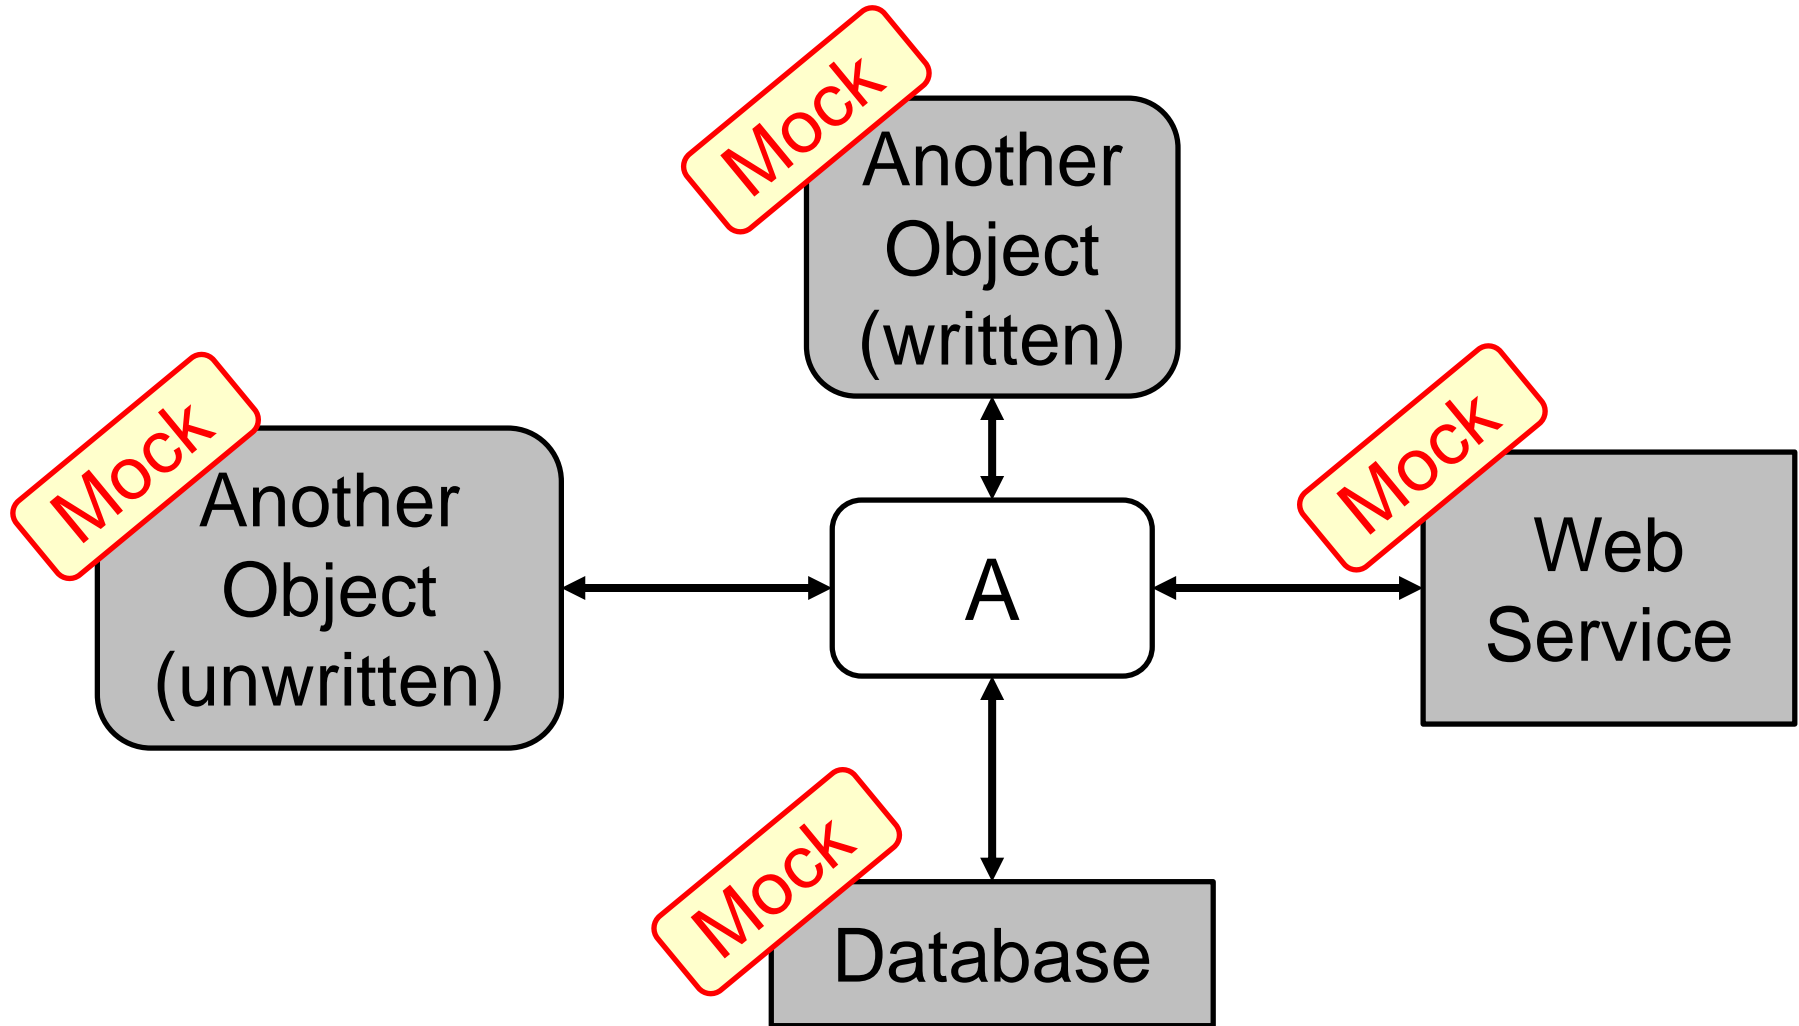 Mock
Another
Object
(written)
Mock
Another
Object
(unwritten)
A
Mock
Web
Service
Mock
Database